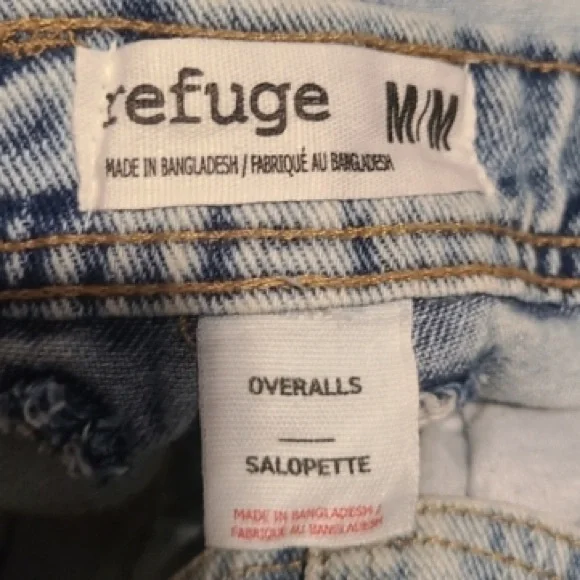 refuge M/M
MADE IN BANGLADESH / FABRIQUÉ AU BANGLADESH
OVERALLS
SALOPETTE
MADE IN BANGLADESH /
FABRIQUÉ AU BANGLADESH